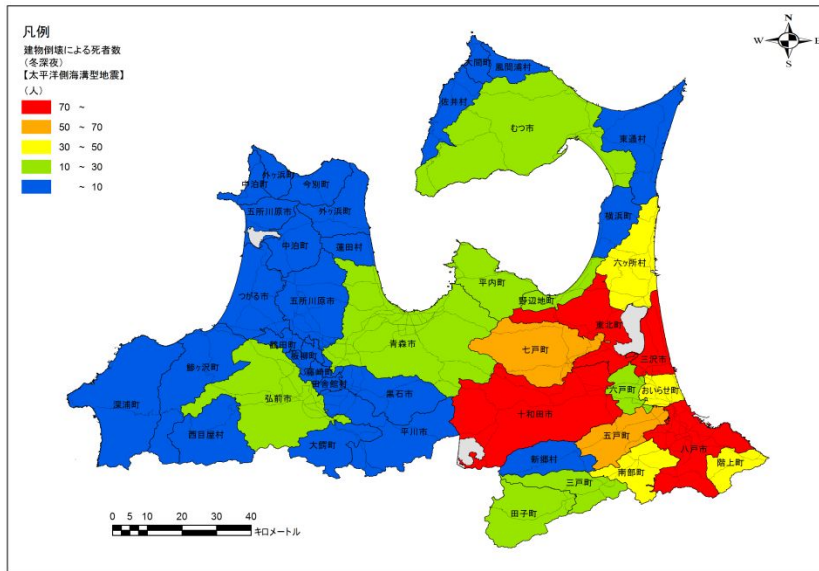 凡例
建物倒壊による死者数
(冬深夜)
【太平洋側海溝型地震】
(人)
70 ~
50 ~ 70
30 ~ 50
10 ~ 30
~ 10
N
W
E
S
大間町
風間浦村
佐井村
むつ市
東通村
外ヶ浜町
中泊町
今別町
五所川原市
外ヶ浜町
横浜町
中泊町
蓬田村
六ヶ所村
平内町
つがる市
五所川原市
野辺地町
東北町
青森市
七戸町
鶴田町
板柳町
三沢市
鰺ヶ沢町
藤崎町
田舎館村
六戸町
おいらせ町
深浦町
弘前市
黒石市
十和田市
西目屋村
平川市
五戸町
大鰐町
八戸市
新郷村
階上町
南部町
三戸町
田子町
0 5 10 20 30 40
キロメートル